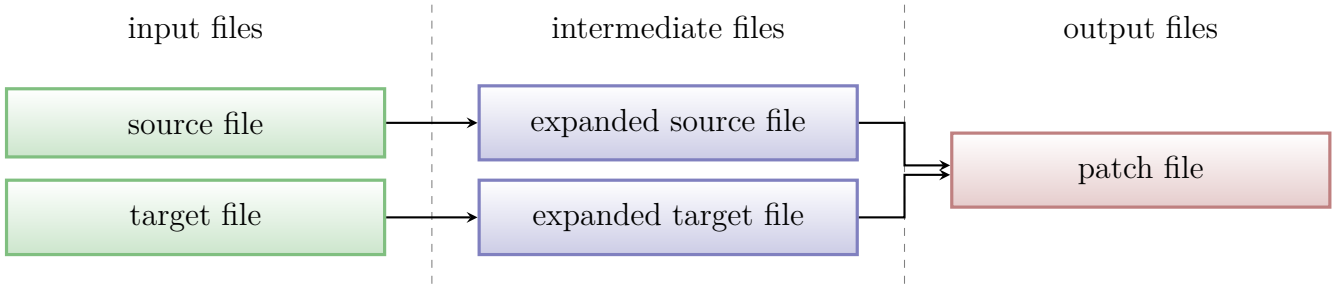 input files
intermediate files
output files
source file
expanded source file
patch file
target file
expanded target file